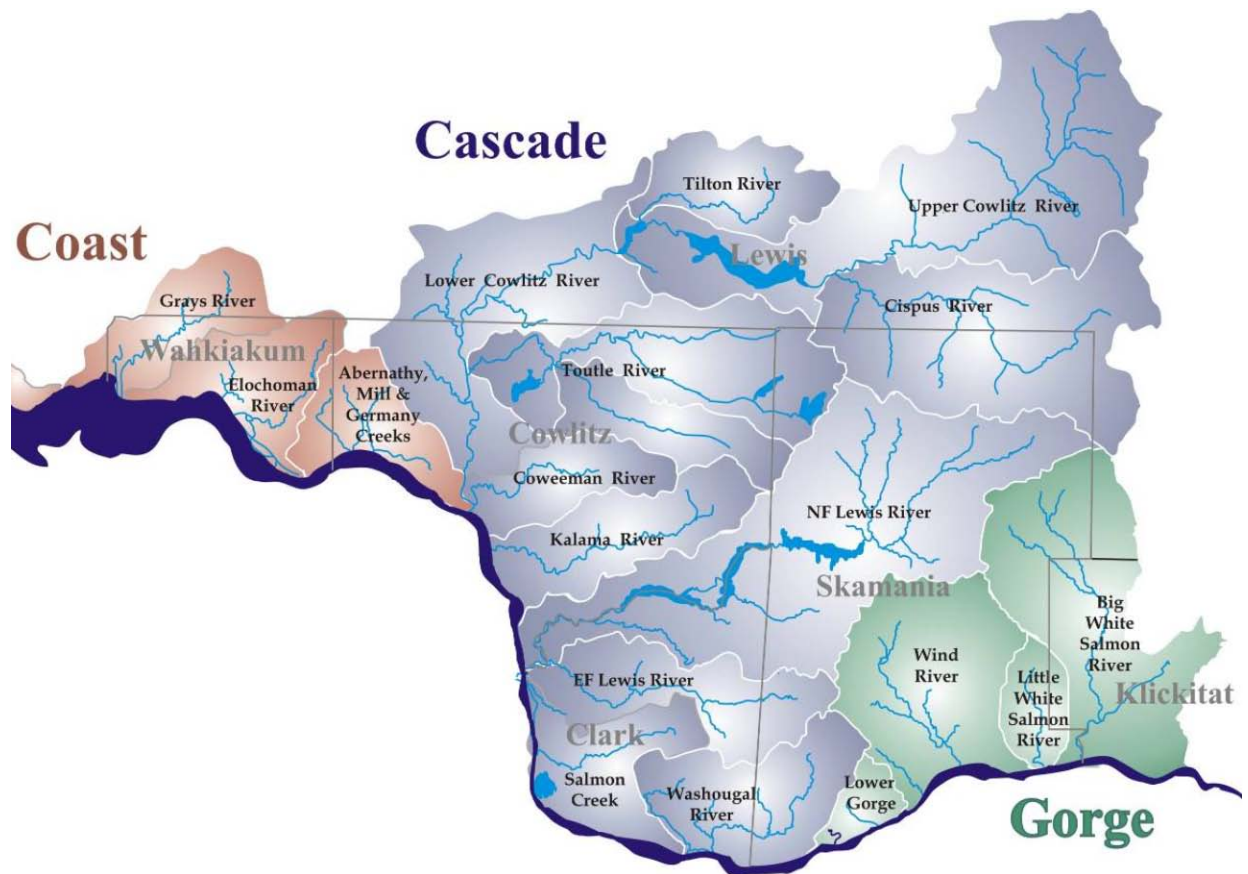 Cascade
Coast
Tilton River
Upper Cowlitz River
Lewis
Lower Cowlitz River
Grays River
Cispus River
Wahkiakum
Elochoman
River
Abernathy,
Mill &
Germany
Creeks
Toutle River
Cowlitz
Coweeman River
Kalama River
NF Lewis River
Skamania
Big
White
Salmon
River
Wind
River
Little
White
Salmon
River
Klickitat
EF Lewis River
Clark
Salmon
Creek
Washougal
River
Lower
Gorge
Gorge